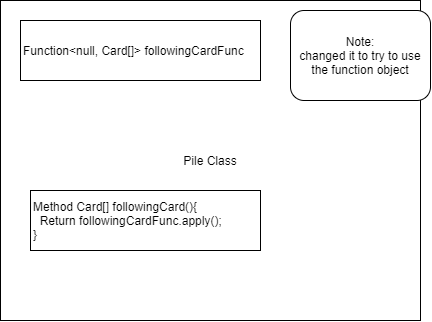 Function<null, Card[]> followingCardFunc
Note:
changed it to try to use
the function object
Pile Class
Method Card[] followingCard(){
  Return followingCardFunc.apply();
}